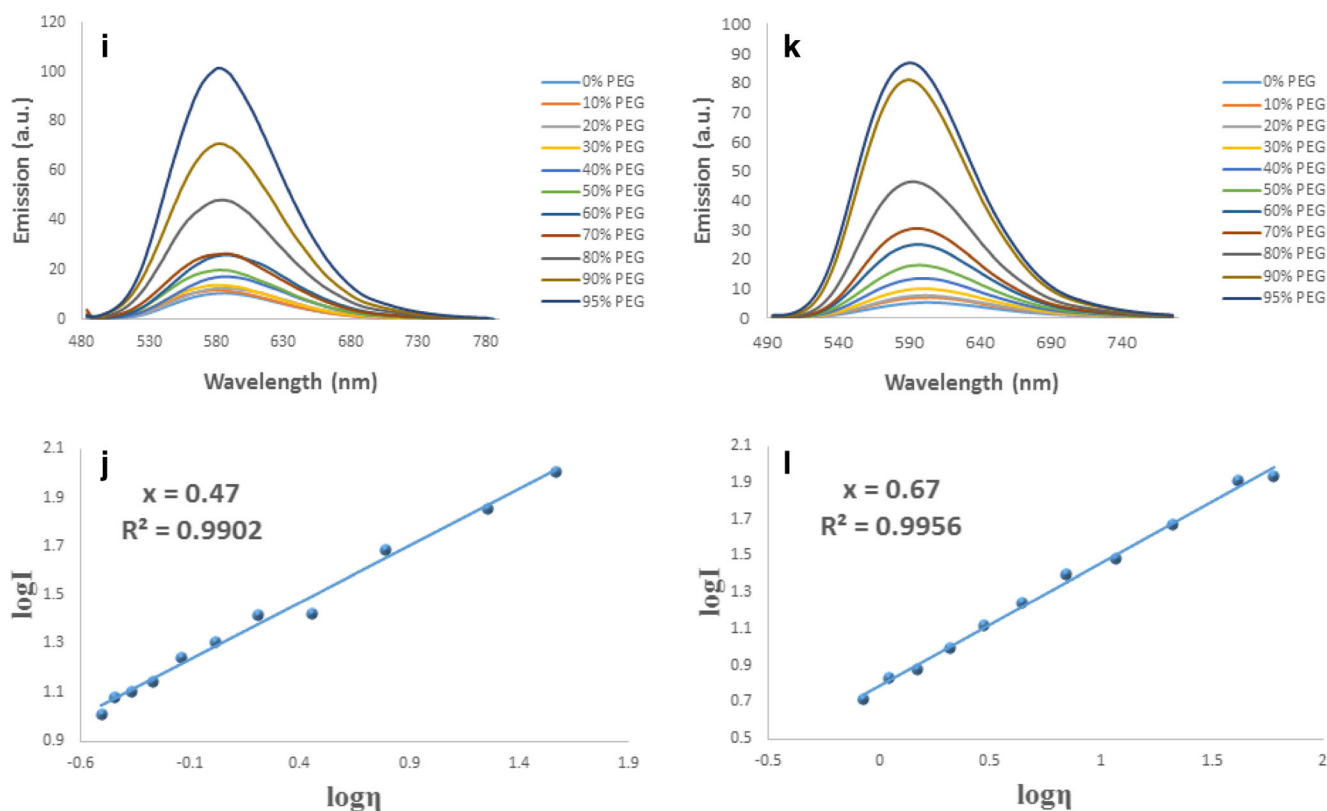 i
120
100
80
60
40
20
0
Emission (a.u.)
480 530 580 630 680 730 780
Wavelength (nm)
0% PEG
10% PEG
20% PEG
30% PEG
40% PEG
50% PEG
60% PEG
70% PEG
80% PEG
90% PEG
95% PEG
k
100
90
80
70
60
50
40
30
20
10
0
Emission (a.u.)
490 540 590 640 690 740
Wavelength (nm)
0% PEG
10% PEG
20% PEG
30% PEG
40% PEG
50% PEG
60% PEG
70% PEG
80% PEG
90% PEG
95% PEG
j
x = 0.47
R² = 0.9902
2.1
1.9
1.7
1.5
1.3
1.1
0.9
logI
-0.6 -0.1 0.4 0.9 1.4 1.9
logη
l
x = 0.67
R² = 0.9956
2.1
1.9
1.7
1.5
1.3
1.1
0.9
0.7
0.5
logI
-0.5 0 0.5 1 1.5 2
logη